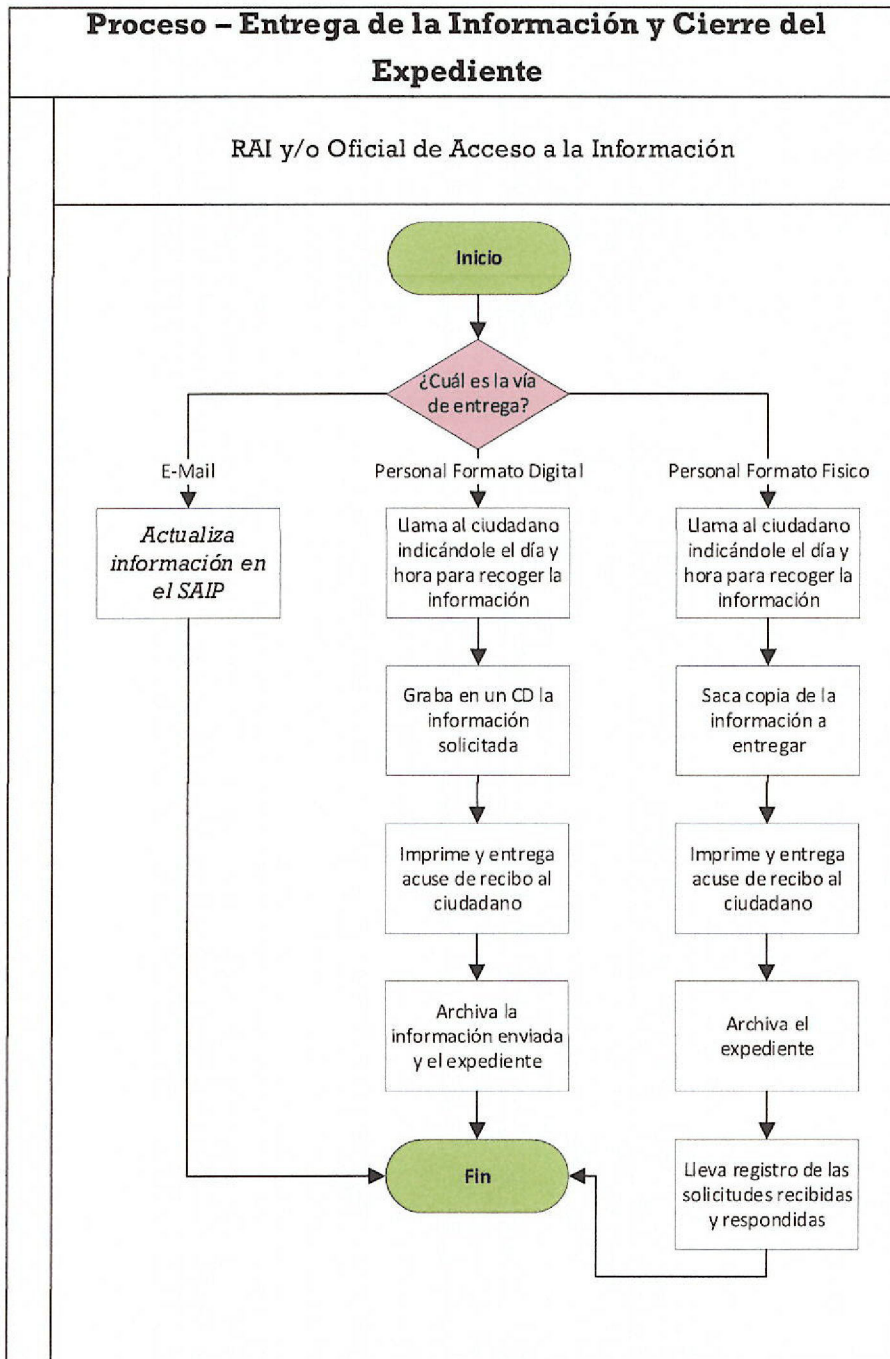 Proceso – Entrega de la Información y Cierre del
Expediente
RAI y/o Oficial de Acceso a la Información
Inicio
¿Cuál es la vía
de entrega?
E-Mail
Actualiza
información en
el SAIP
Personal Formato Digital
Llama al ciudadano
indicándole el día y
hora para recoger la
información
Graba en un CD la
información
solicitada
Imprime y entrega
acuse de recibo al
ciudadano
Archiva la
información enviada
y el expediente
Personal Formato Fisico
Llama al ciudadano
indicándole el día y
hora para recoger la
información
Saca copia de la
información a
entregar
Imprime y entrega
acuse de recibo al
ciudadano
Archiva el
expediente
Lleva registro de las
solicitudes recibidas
y respondidas
Fin